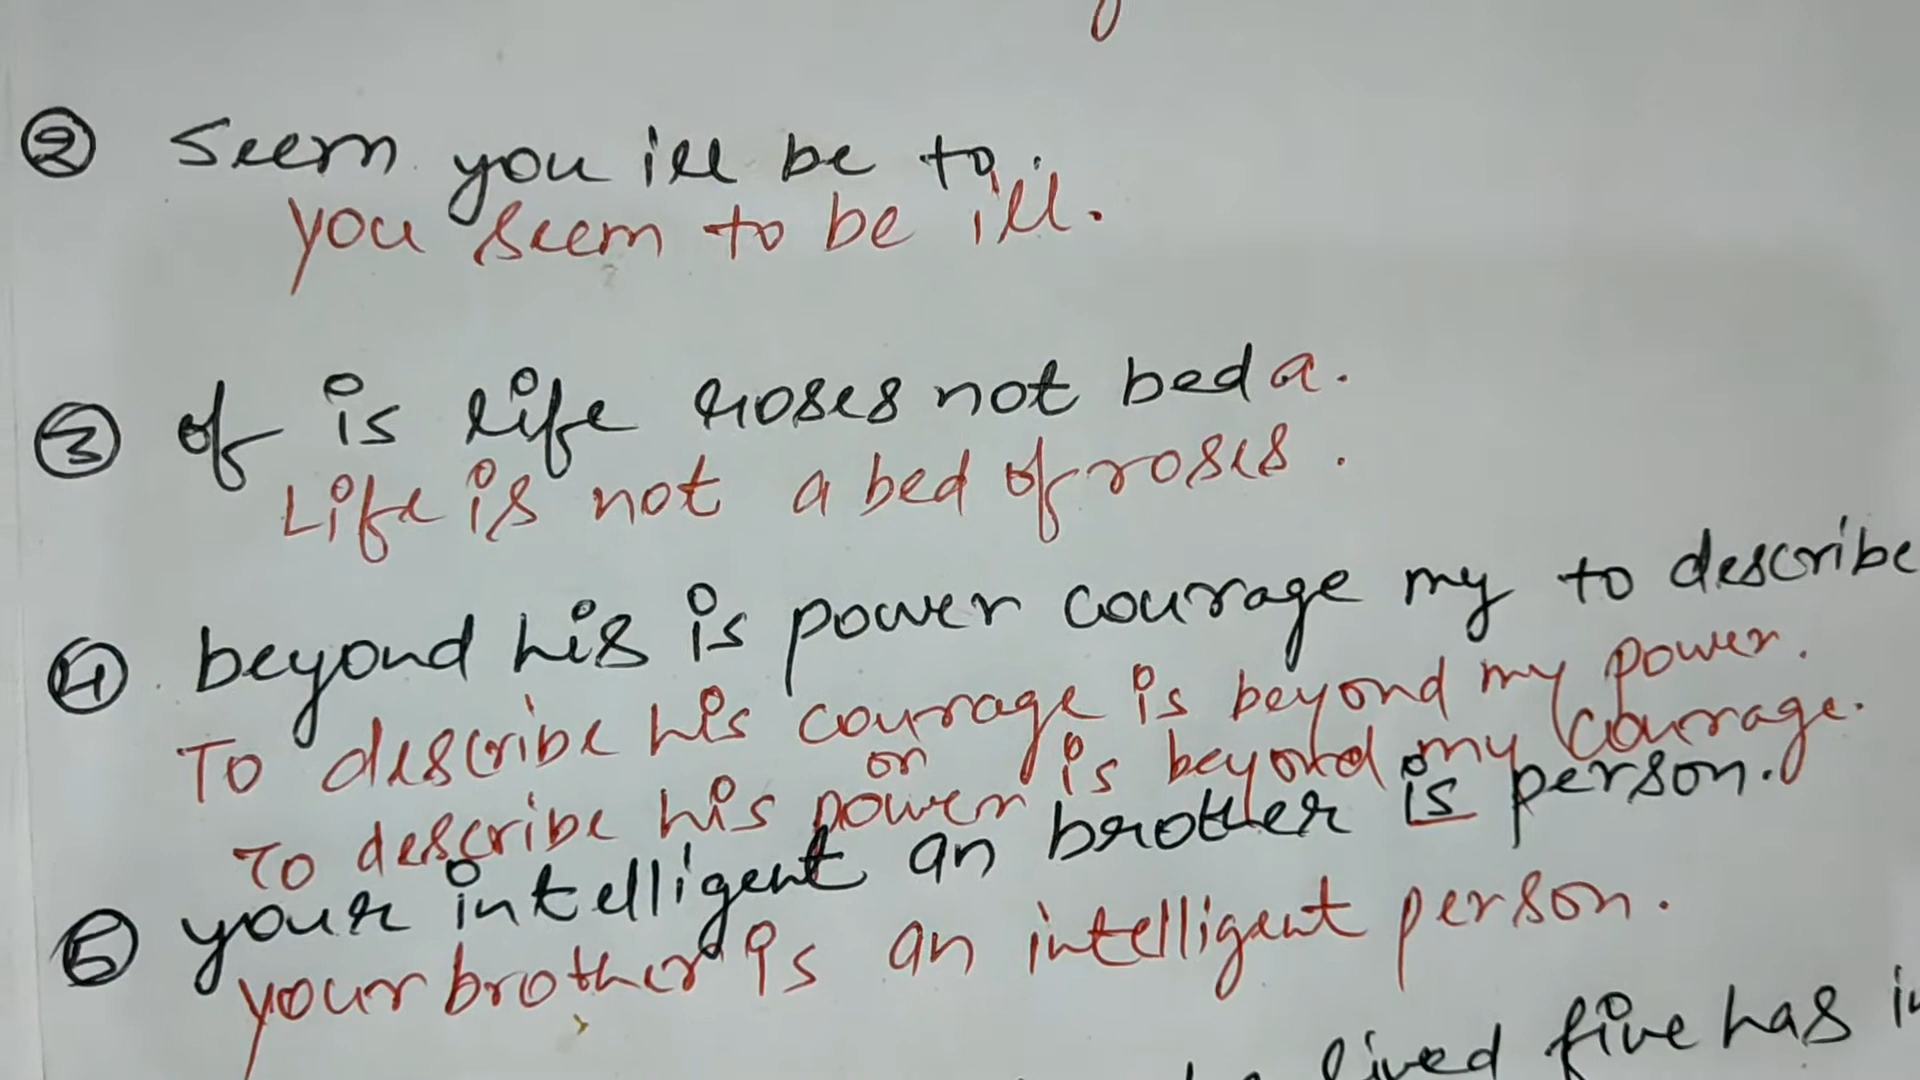 ② Seem you ill be to.
you seem to be ill.
③ of is life roses not bed a.
Life is not a bed of roses.
④ beyond his is power courage my to describe
To describe his courage is beyond my power.
or
To describe his power is beyond my courage.
⑤ your intelligent an brother is person.
your brother is an intelligent person.
lived five has